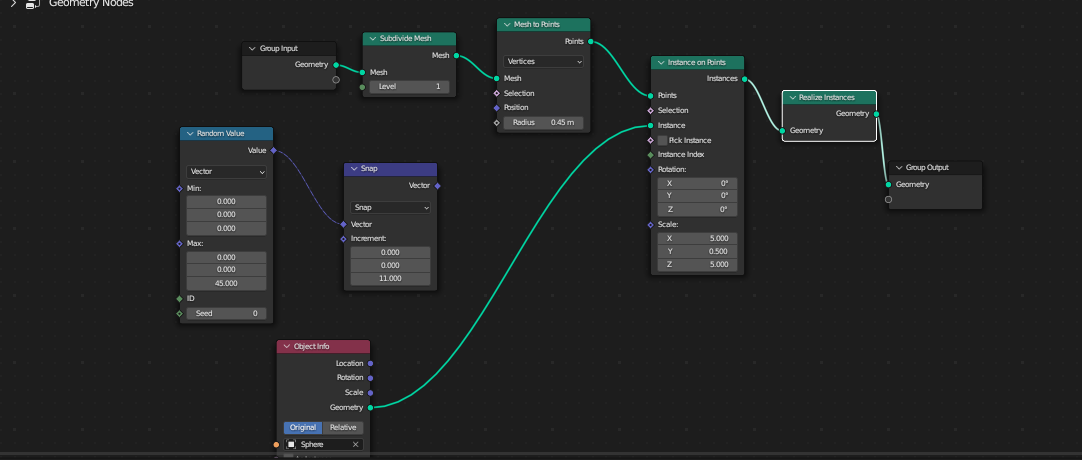 Geometry Nodes
Group Input
Geometry
Subdivide Mesh
Mesh
Mesh
Level 1
Mesh to Points
Points
Vertices
Mesh
Selection
Position
Radius 0.45 m
Instance on Points
Instances
Points
Selection
Instance
Pick Instance
Instance Index
Rotation:
X 0°
Y 0°
Z 0°
Scale:
X 5.000
Y 0.500
Z 5.000
Realize Instances
Geometry
Geometry
Group Output
Geometry
Random Value
Value
Vector
Min:
0.000
0.000
0.000
Max:
0.000
0.000
45.000
ID
Seed 0
Snap
Vector
Snap
Vector
Increment:
0.000
0.000
11.000
Object Info
Location
Rotation
Scale
Geometry
Original Relative
Sphere